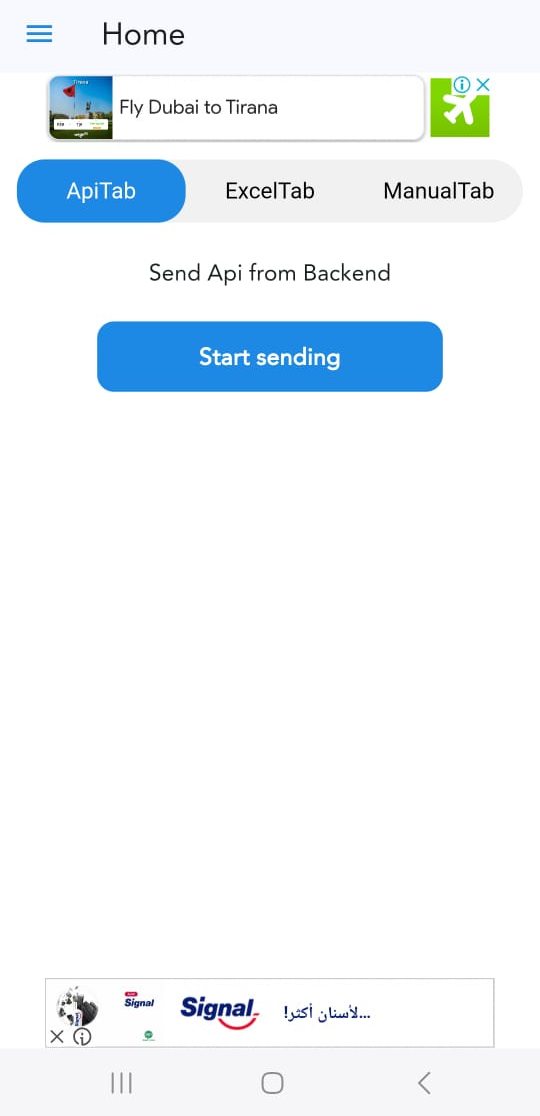 Home
Tirana
Fly Dubai to Tirana
ApiTab
ExcelTab
ManualTab
Send Api from Backend
Start sending
Signal
Signal
لأسنان أكثر!...